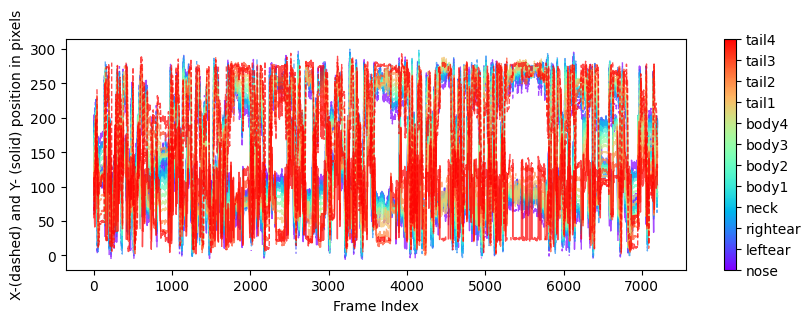 X-(dashed) and Y- (solid) position in pixels
300
250
200
150
100
50
0
0 1000 2000 3000 4000 5000 6000 7000
Frame Index
tail4
tail3
tail2
tail1
body4
body3
body2
body1
neck
rightear
leftear
nose